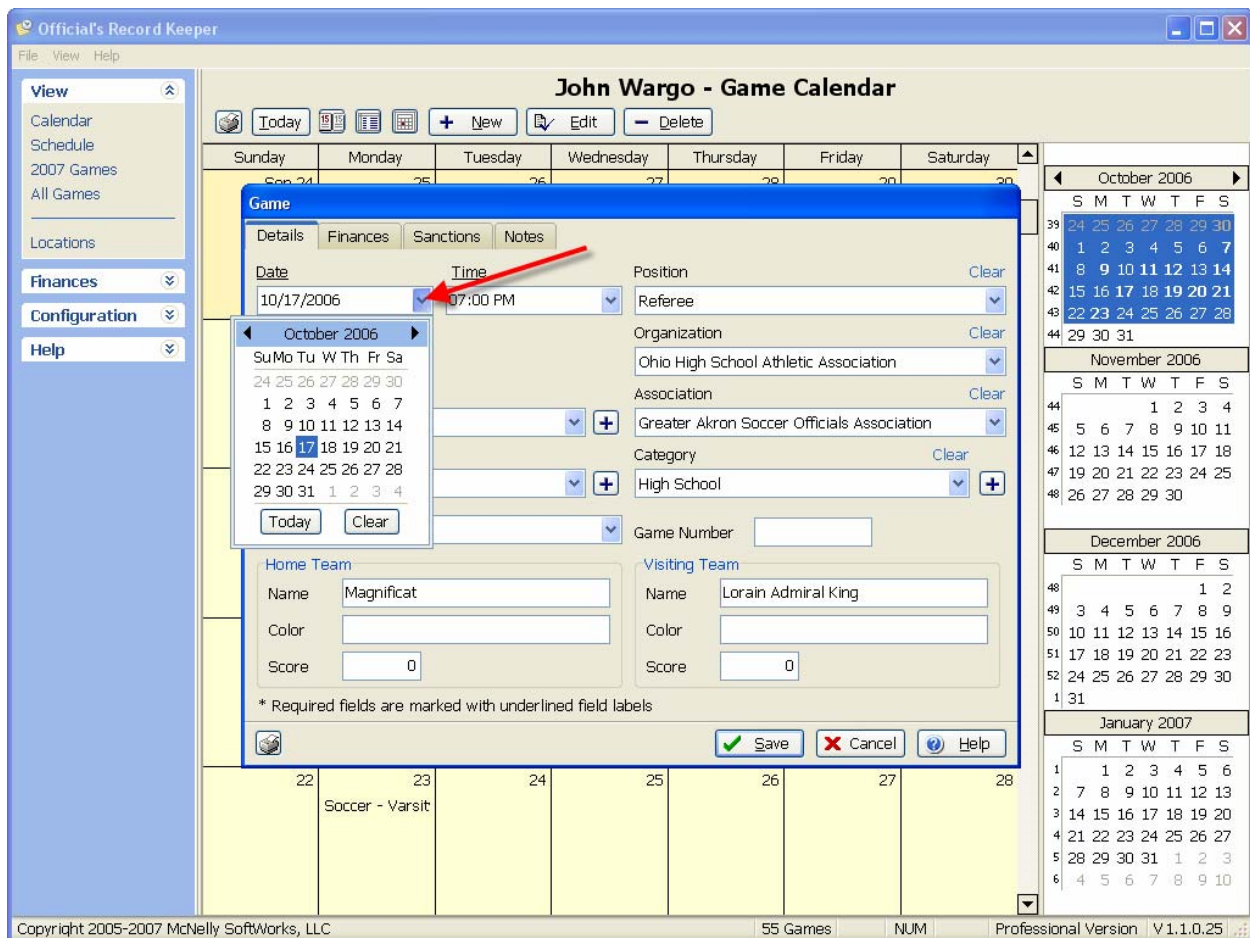 Official's Record Keeper
File View Help
View
Calendar
Schedule
2007 Games
All Games
Locations
Finances
Configuration
Help
John Wargo - Game Calendar
Today
+ New
Edit
Delete
Sunday Monday Tuesday Wednesday Thursday Friday Saturday
Game
Details Finances Sanctions Notes
Date Time Position Clear
10/17/2006 07:00 PM Referee
October 2006
Su Mo Tu W Th Fr Sa
24 25 26 27 28 29 30
1 2 3 4 5 6 7
8 9 10 11 12 13 14
15 16 17 18 19 20 21
22 23 24 25 26 27 28
29 30 31 1 2 3 4
Today Clear
Organization Clear
Ohio High School Athletic Association
Association Clear
Greater Akron Soccer Officials Association
Category Clear
High School
Game Number
Home Team
Name Magnificat
Color
Score 0
Visiting Team
Name Lorain Admiral King
Color
Score 0
* Required fields are marked with underlined field labels
Save Cancel Help
22 23 24 25 26 27 28
Soccer - Varsit
October 2006
S M T W T F S
39 24 25 26 27 28 29 30
40 1 2 3 4 5 6 7
41 8 9 10 11 12 13 14
42 15 16 17 18 19 20 21
43 22 23 24 25 26 27 28
44 29 30 31
November 2006
S M T W T F S
44 1 2 3 4
45 5 6 7 8 9 10 11
46 12 13 14 15 16 17 18
47 19 20 21 22 23 24 25
48 26 27 28 29 30
December 2006
S M T W T F S
48 1 2
49 3 4 5 6 7 8 9
50 10 11 12 13 14 15 16
51 17 18 19 20 21 22 23
52 24 25 26 27 28 29 30
1 31
January 2007
S M T W T F S
1 1 2 3 4 5 6
2 7 8 9 10 11 12 13
3 14 15 16 17 18 19 20
4 21 22 23 24 25 26 27
5 28 29 30 31 1 2 3
6 4 5 6 7 8 9 10
Copyright 2005-2007 McNelly SoftWorks, LLC 55 Games NUM Professional Version V 1.1.0.25